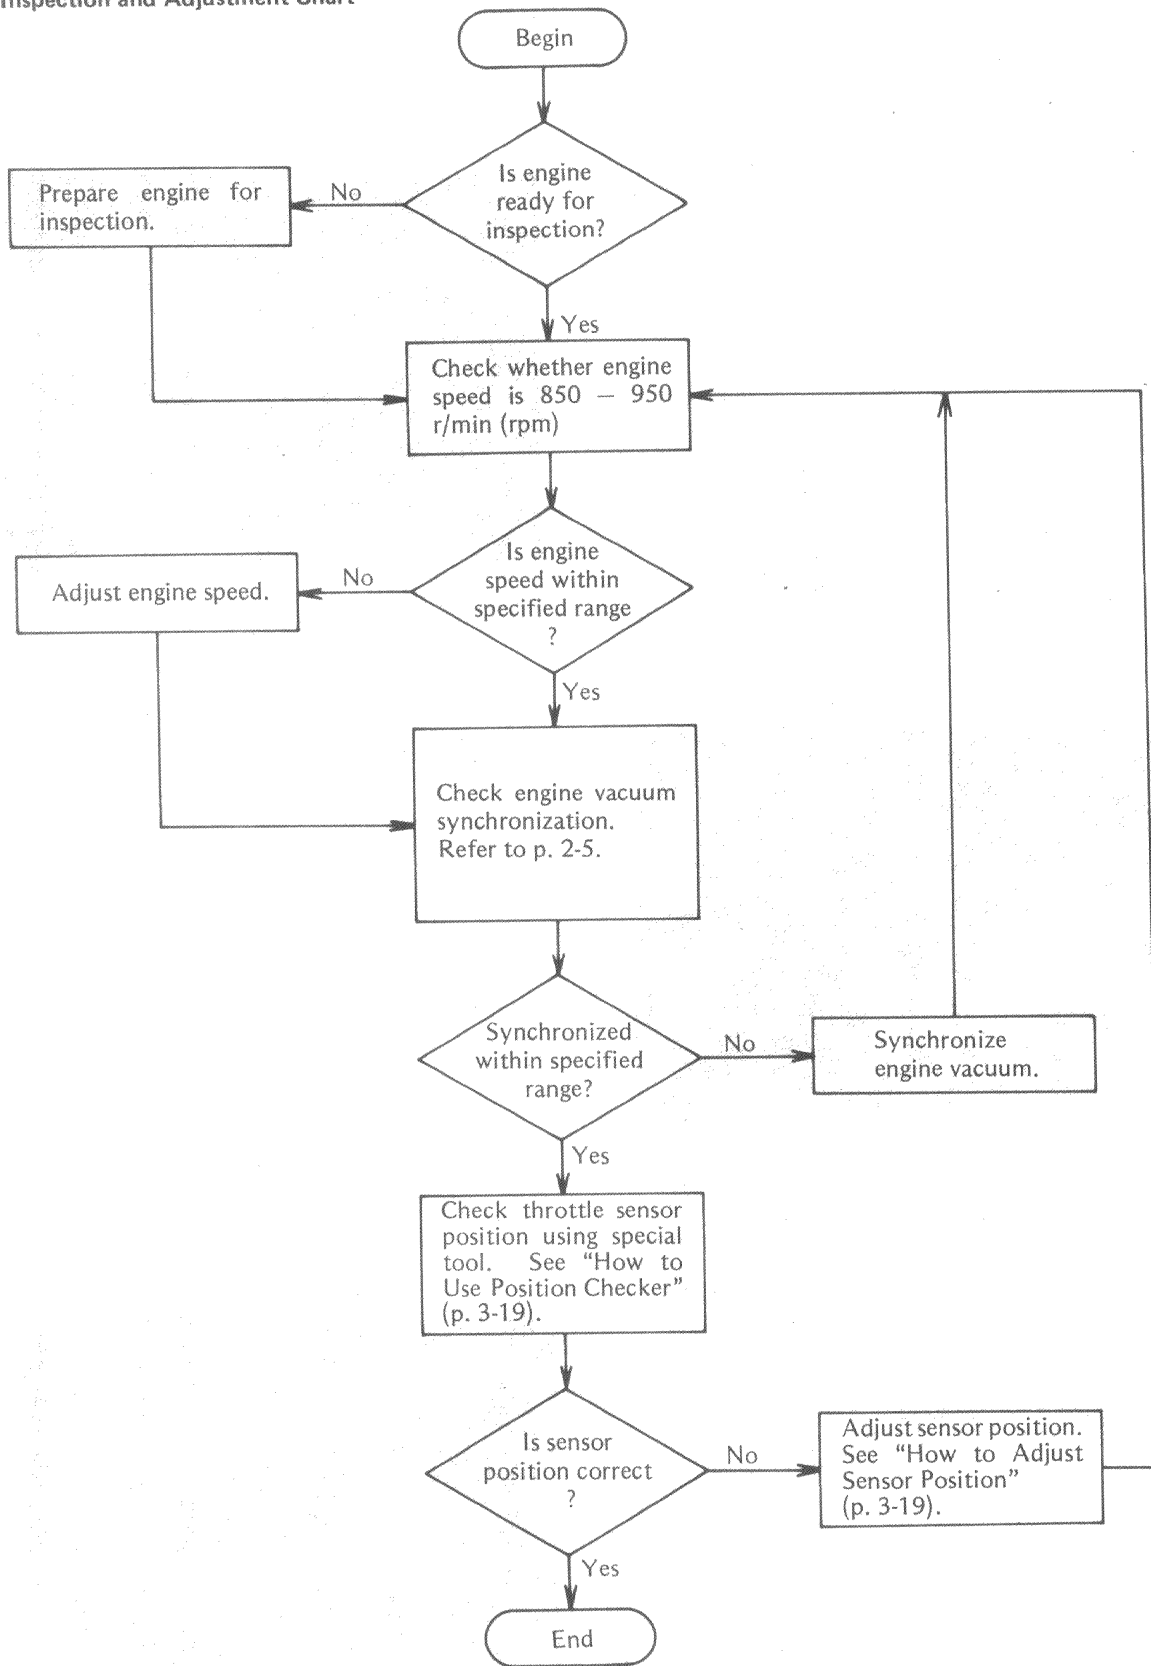 Inspection and Adjustment Chart
Begin
Is engine
ready for
inspection?
No
Prepare engine for
inspection.
Yes
Check whether engine
speed is 850 — 950
r/min (rpm)
Is engine
speed within
specified range
?
No
Adjust engine speed.
Yes
Check engine vacuum
synchronization.
Refer to p. 2-5.
Synchronized
within specified
range?
No
Synchronize
engine vacuum.
Yes
Check throttle sensor
position using special
tool. See “How to
Use Position Checker”
(p. 3-19).
Is sensor
position correct
?
No
Adjust sensor position.
See “How to Adjust
Sensor Position”
(p. 3-19).
Yes
End